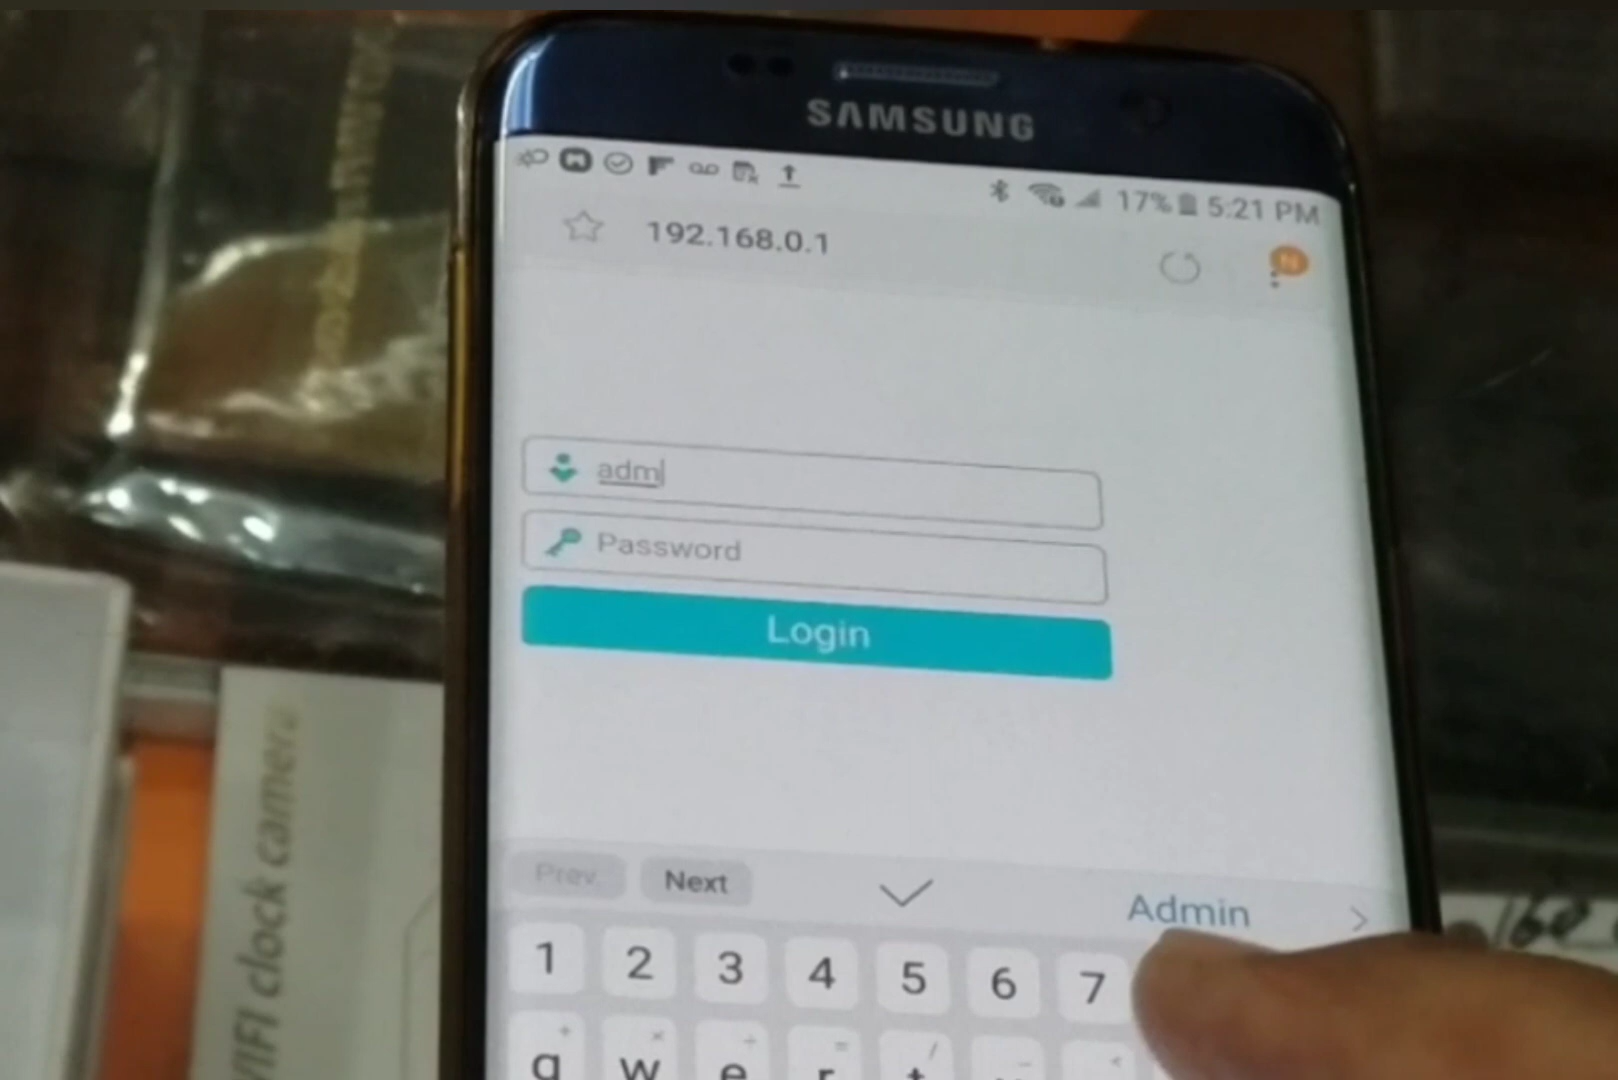 SAMSUNG
17% 5:21 PM
192.168.0.1
adm
Password
Login
Prev. Next Admin
1 2 3 4 5 6 7
q w e r t
WIFI clock camera
160